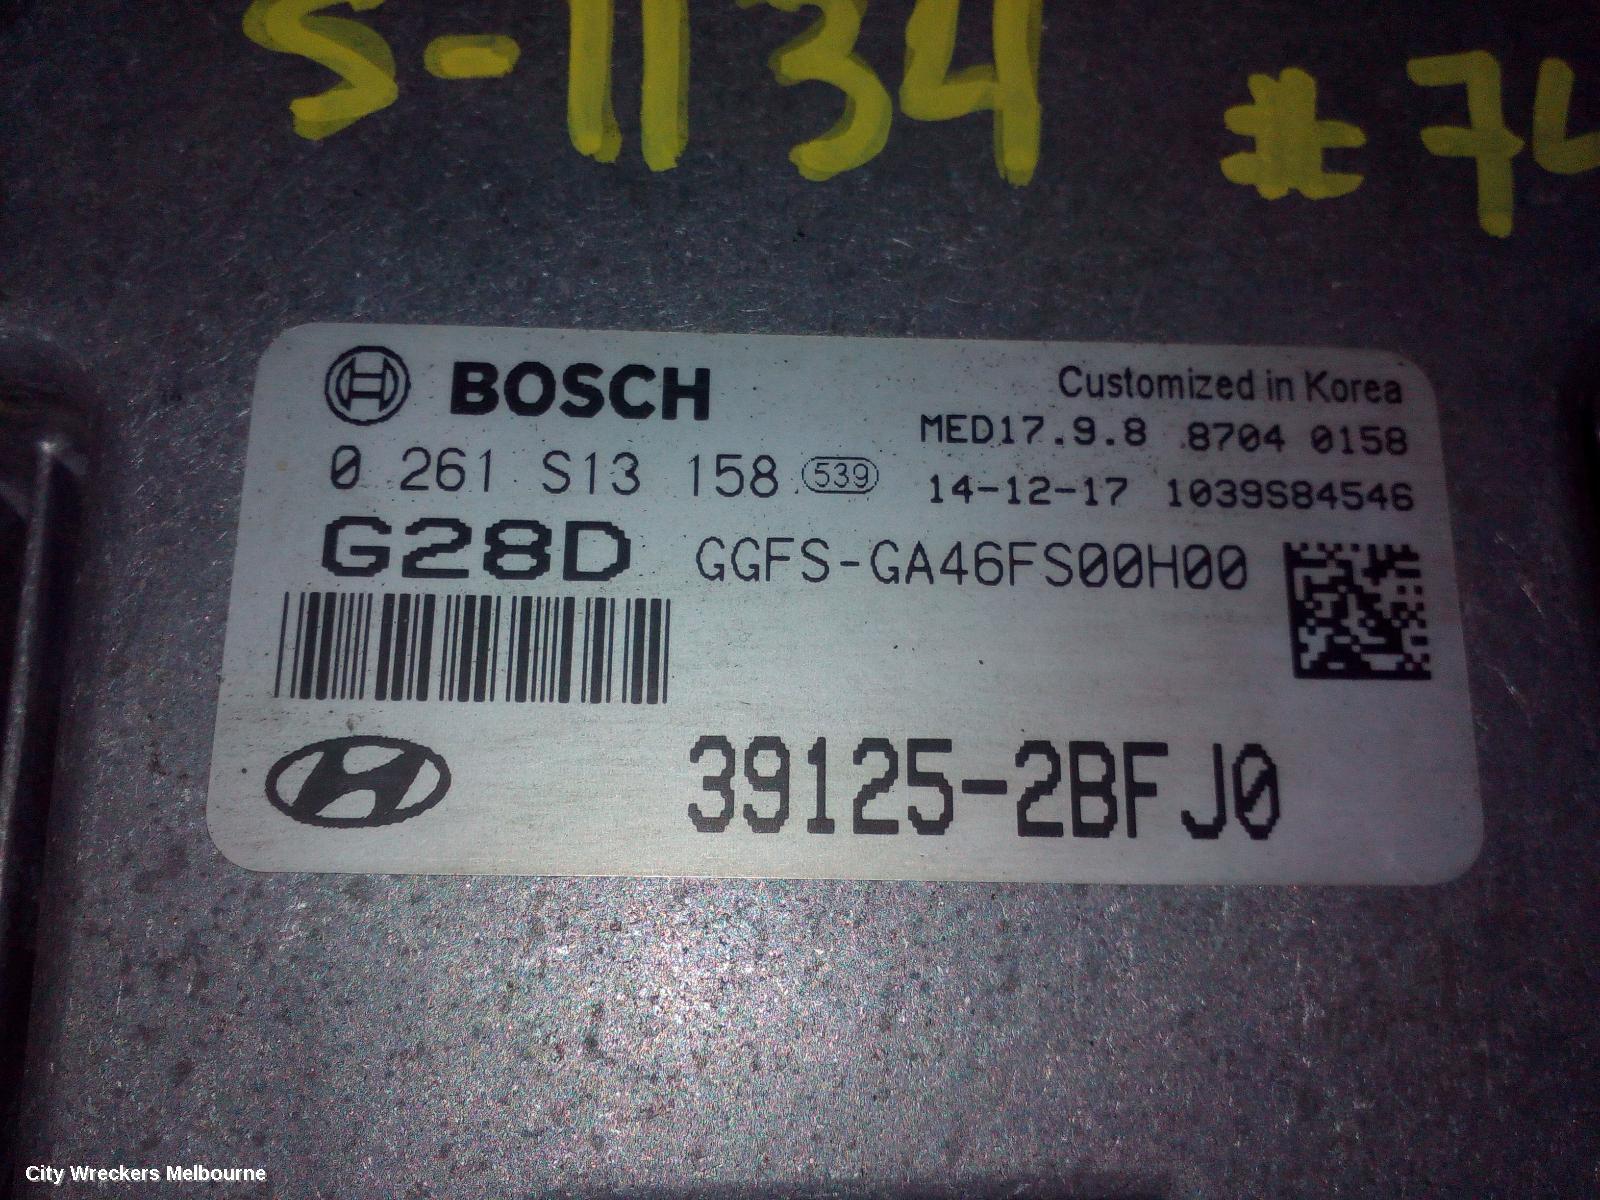 S-1134 #74
BOSCH
Customized in Korea
MED17.9.8 8704 0158
0 261 S13 158 539
14-12-17 1039S84546
G28D GGFS-GA46FS00H00
39125-2BFJ0
City Wreckers Melbourne